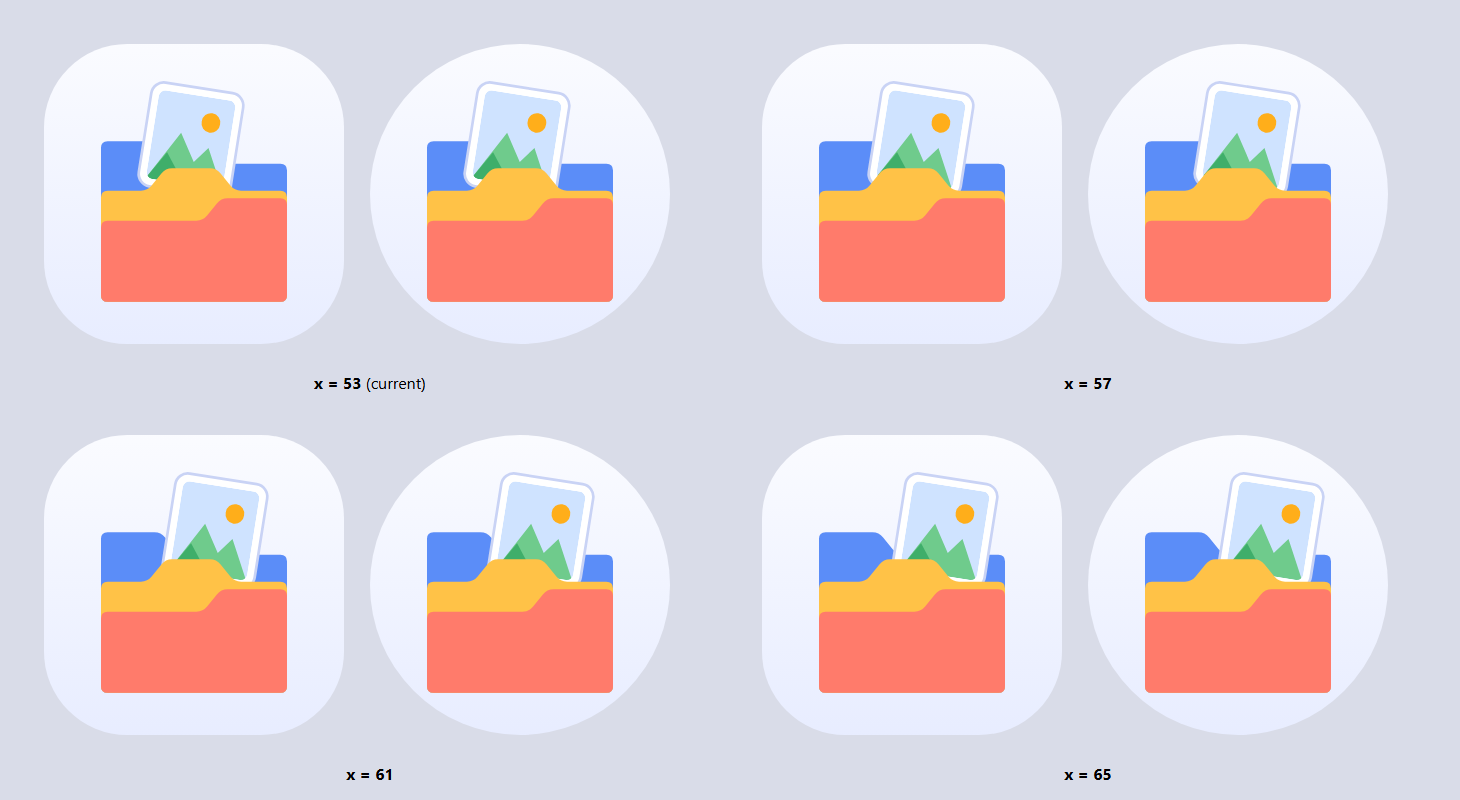 x = 53 (current)
x = 57
x = 61
x = 65